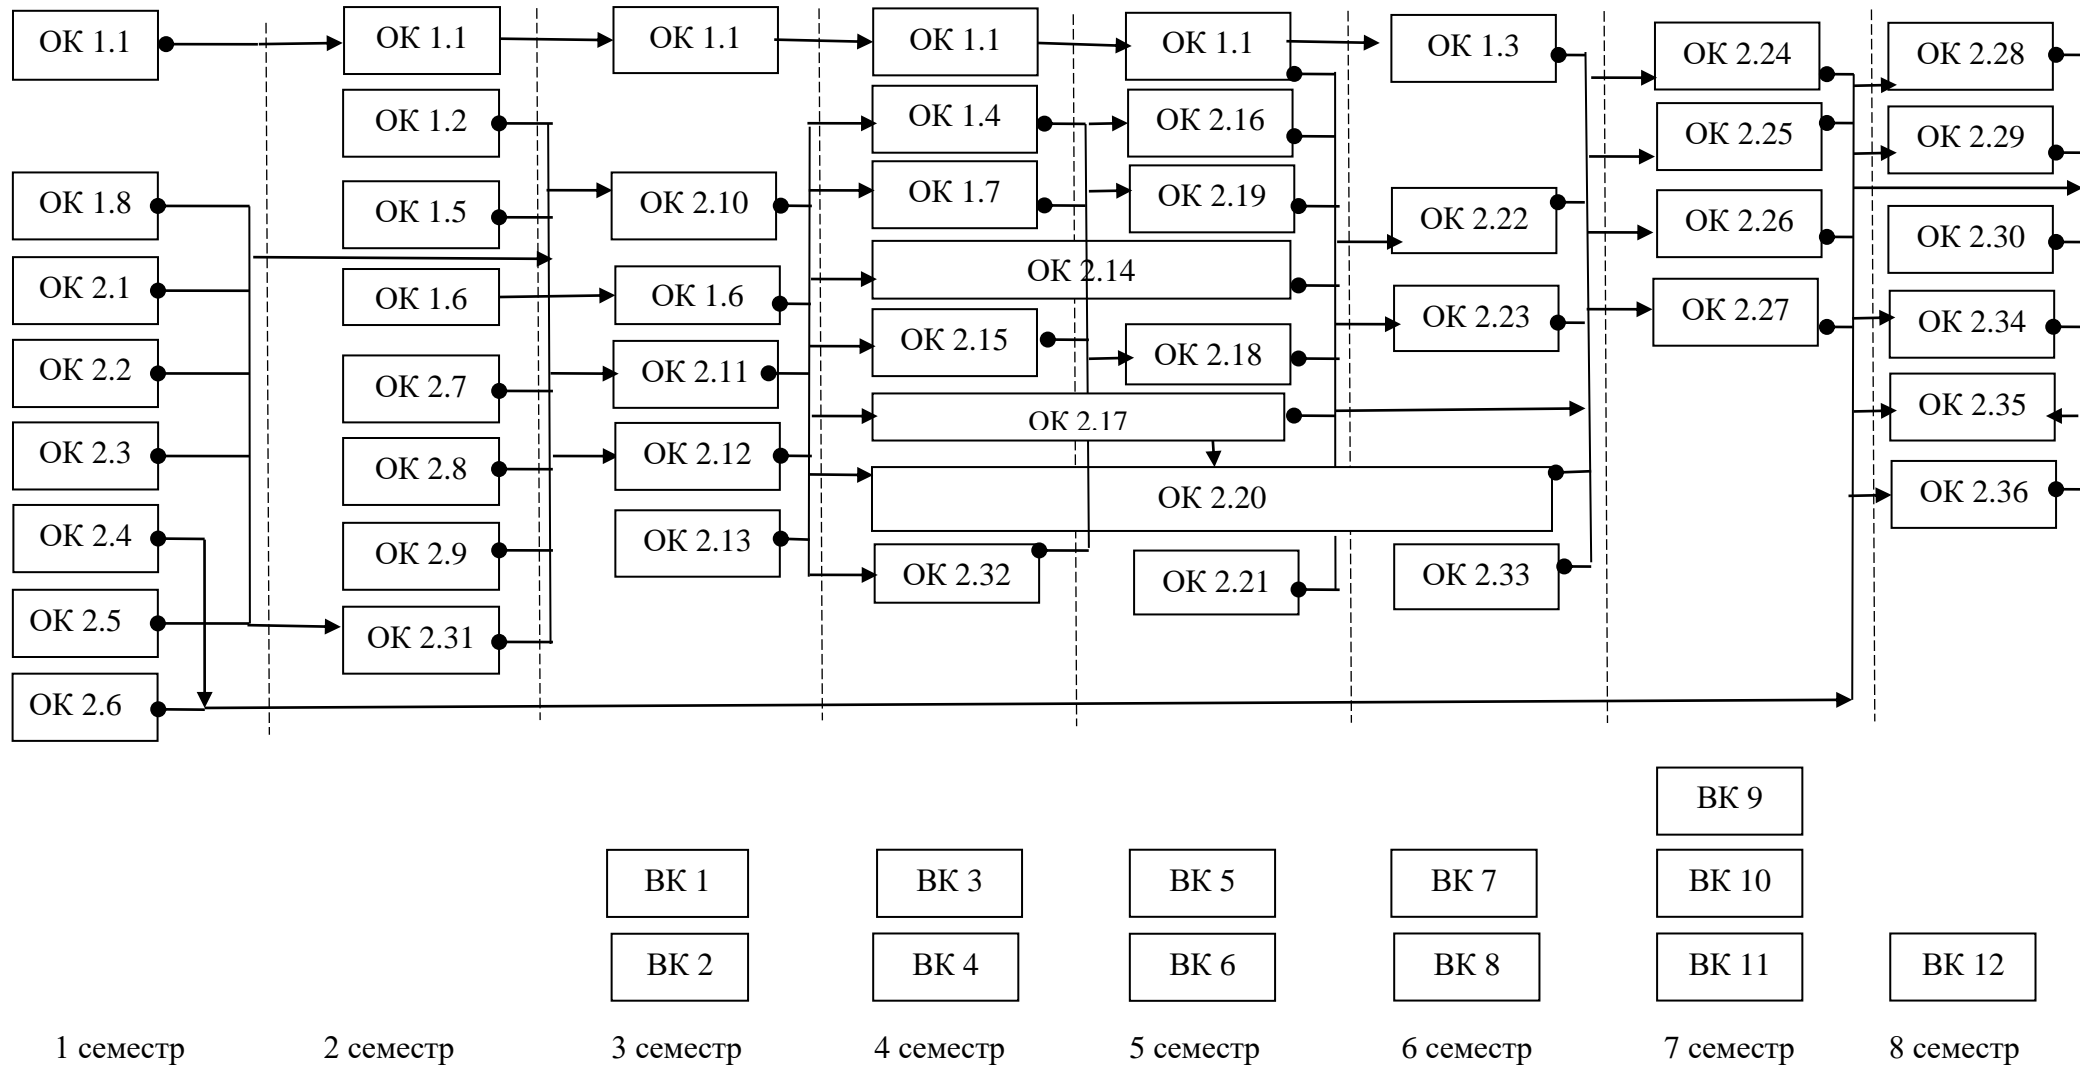 ОК 1.1
ОК 1.1
ОК 1.1
ОК 1.1
ОК 1.1
ОК 1.3
ОК 2.24
ОК 2.28
ОК 1.2
ОК 1.4
ОК 2.16
ОК 2.25
ОК 2.29
ОК 1.8
ОК 1.5
ОК 2.10
ОК 1.7
ОК 2.19
ОК 2.22
ОК 2.26
ОК 2.30
ОК 2.1
ОК 1.6
ОК 1.6
ОК 2.14
ОК 2.23
ОК 2.27
ОК 2.34
ОК 2.2
ОК 2.7
ОК 2.11
ОК 2.15
ОК 2.18
ОК 2.35
ОК 2.3
ОК 2.8
ОК 2.12
ОК 2.17
ОК 2.20
ОК 2.36
ОК 2.4
ОК 2.9
ОК 2.13
ОК 2.32
ОК 2.21
ОК 2.33
ОК 2.5
ОК 2.31
ОК 2.6
ВК 9
ВК 1
ВК 3
ВК 5
ВК 7
ВК 10
ВК 2
ВК 4
ВК 6
ВК 8
ВК 11
ВК 12
1 семестр
2 семестр
3 семестр
4 семестр
5 семестр
6 семестр
7 семестр
8 семестр